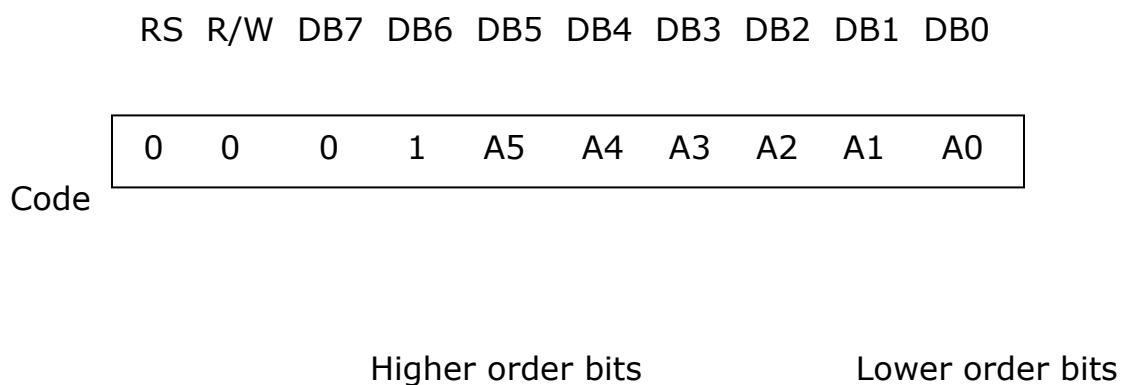 RS R/W DB7 DB6 DB5 DB4 DB3 DB2 DB1 DB0
0 0 0 1 A5 A4 A3 A2 A1 A0
Code
Higher order bits Lower order bits